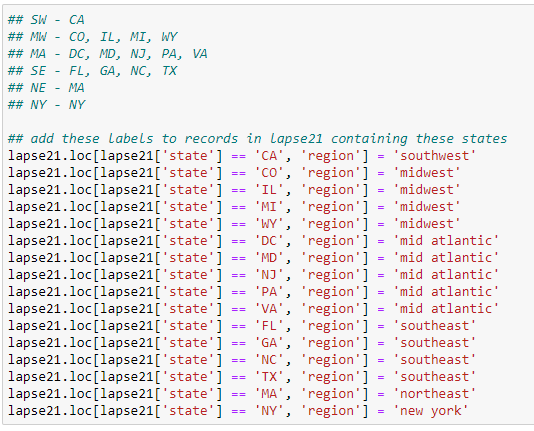 ## SW - CA
## MW - CO, IL, MI, WY
## MA - DC, MD, NJ, PA, VA
## SE - FL, GA, NC, TX
## NE - MA
## NY - NY

## add these labels to records in lapse21 containing these states
lapse21.loc[lapse21['state'] == 'CA', 'region'] = 'southwest'
lapse21.loc[lapse21['state'] == 'CO', 'region'] = 'midwest'
lapse21.loc[lapse21['state'] == 'IL', 'region'] = 'midwest'
lapse21.loc[lapse21['state'] == 'MI', 'region'] = 'midwest'
lapse21.loc[lapse21['state'] == 'WY', 'region'] = 'midwest'
lapse21.loc[lapse21['state'] == 'DC', 'region'] = 'mid atlantic'
lapse21.loc[lapse21['state'] == 'MD', 'region'] = 'mid atlantic'
lapse21.loc[lapse21['state'] == 'NJ', 'region'] = 'mid atlantic'
lapse21.loc[lapse21['state'] == 'PA', 'region'] = 'mid atlantic'
lapse21.loc[lapse21['state'] == 'VA', 'region'] = 'mid atlantic'
lapse21.loc[lapse21['state'] == 'FL', 'region'] = 'southeast'
lapse21.loc[lapse21['state'] == 'GA', 'region'] = 'southeast'
lapse21.loc[lapse21['state'] == 'NC', 'region'] = 'southeast'
lapse21.loc[lapse21['state'] == 'TX', 'region'] = 'southeast'
lapse21.loc[lapse21['state'] == 'MA', 'region'] = 'northeast'
lapse21.loc[lapse21['state'] == 'NY', 'region'] = 'new york'